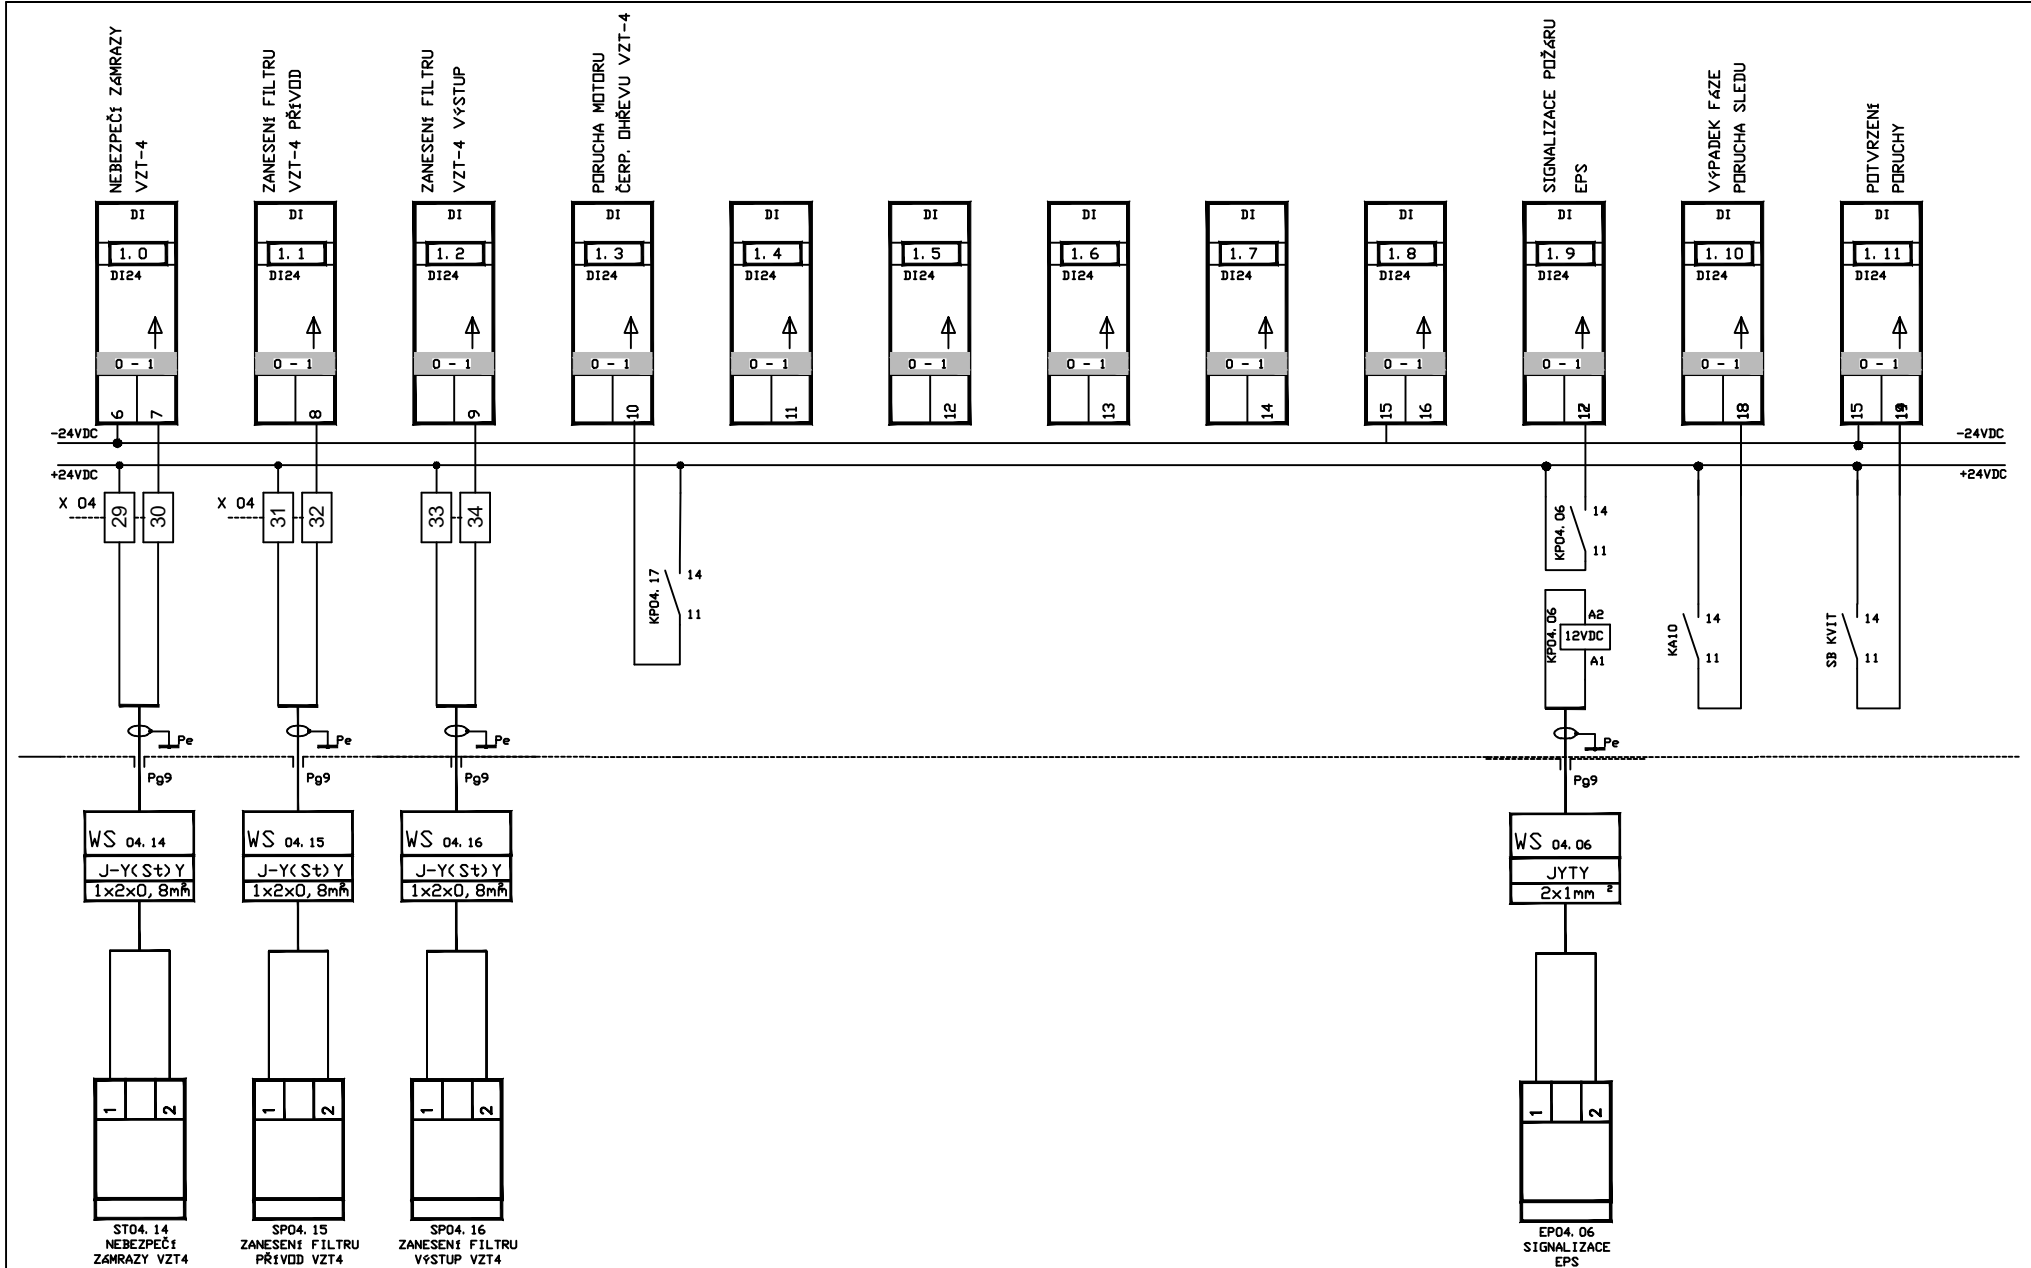 NEBEZPEČÍ ZÁMRAZY
VZT-4
ZANESENÍ FILTRU
VZT-4 PŘÍVOD
ZANESENÍ FILTRU
VZT-4 VÝSTUP
PORUCHA MOTORU
ČERP. OHŘEVU VZT-4
SIGNALIZACE POŽÁRU
EPS
VÝPADEK FÁZE
PORUCHA SLEDU
POTVRZENÍ
PORUCHY
DI DI DI DI DI DI DI DI DI DI DI DI
1.0 1.1 1.2 1.3 1.4 1.5 1.6 1.7 1.8 1.9 1.10 1.11
DI24 DI24 DI24 DI24 DI24 DI24 DI24 DI24 DI24 DI24 DI24 DI24
0 - 1 0 - 1 0 - 1 0 - 1 0 - 1 0 - 1 0 - 1 0 - 1 0 - 1 0 - 1 0 - 1 0 - 1
6 7 8 9 10 11 12 13 14 15 16 18 15
-24VDC -24VDC
+24VDC +24VDC
X 04 29 30 X 04 31 32 33 34
KP04.17 14
11
KP04.06 14
11
KP04.06 A2
12VDC
A1
KA10 14
11
SB KVIT 14
11
Pe Pe Pe Pe
Pg9 Pg9 Pg9 Pg9
WS 04.14 WS 04.15 WS 04.16 WS 04.06
J-Y(St)Y J-Y(St)Y J-Y(St)Y JYTY
1x2x0,8mm² 1x2x0,8mm² 1x2x0,8mm² 2x1mm²
1 2 1 2 1 2 1 2
ST04.14
NEBEZPEČÍ
ZÁMRAZY VZT4
SP04.15
ZANESENÍ FILTRU
PŘÍVOD VZT4
SP04.16
ZANESENÍ FILTRU
VÝSTUP VZT4
EP04.06
SIGNALIZACE
EPS